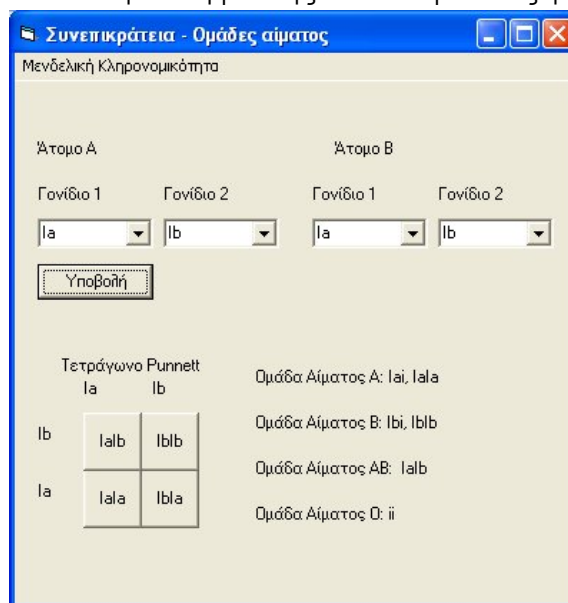 Συνεπικράτεια - Ομάδες αίματος
Μενδελική Κληρονομικότητα
Άτομο Α Άτομο Β
Γονίδιο 1 Γονίδιο 2 Γονίδιο 1 Γονίδιο 2
Ia Ib Ia Ib
Υποβολή
Τετράγωνο Punnett
Ia Ib
Ομάδα Αίματος Α: Iai, IaIa
Ib IaIb IbIb
Ομάδα Αίματος Β: Ibi, IbIb
Ομάδα Αίματος ΑΒ: IaIb
Ia IaIa IbIa
Ομάδα Αίματος Ο: ii